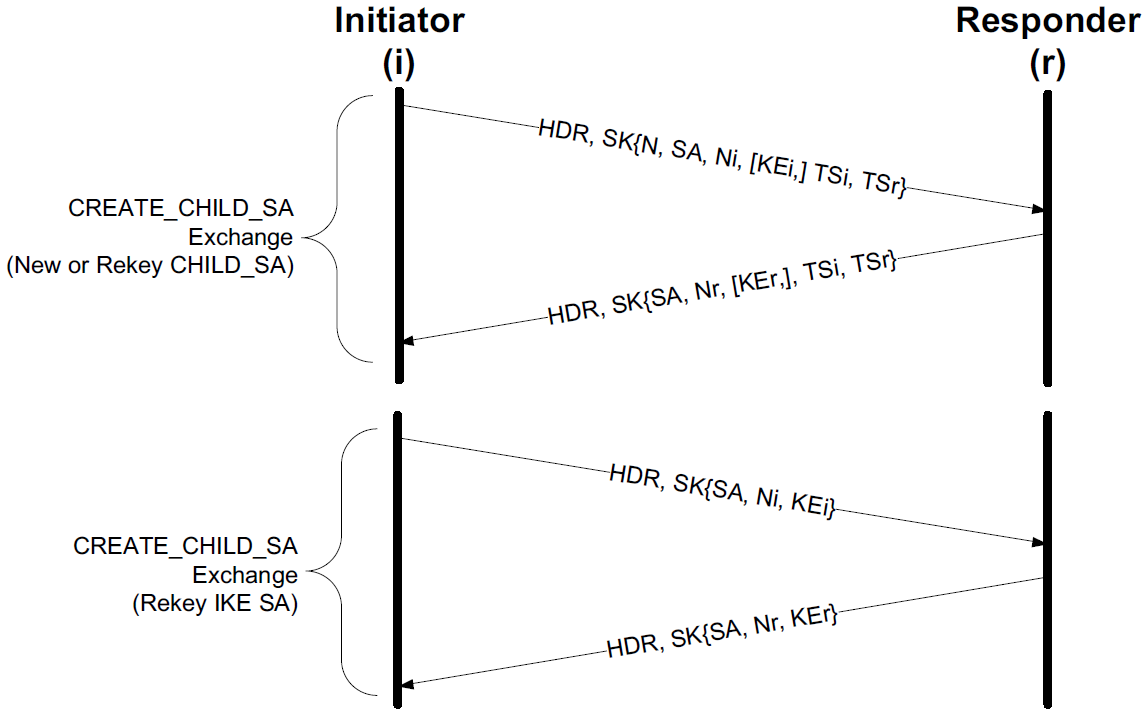 Initiator
(i)
Responder
(r)
HDR, SK{N, SA, Ni, [KEi,] TSi, TSr}
CREATE_CHILD_SA
Exchange
(New or Rekey CHILD_SA)
HDR, SK{SA, Nr, [KEr,], TSi, TSr}
HDR, SK{SA, Ni, KEi}
CREATE_CHILD_SA
Exchange
(Rekey IKE SA)
HDR, SK{SA, Nr, KEr}